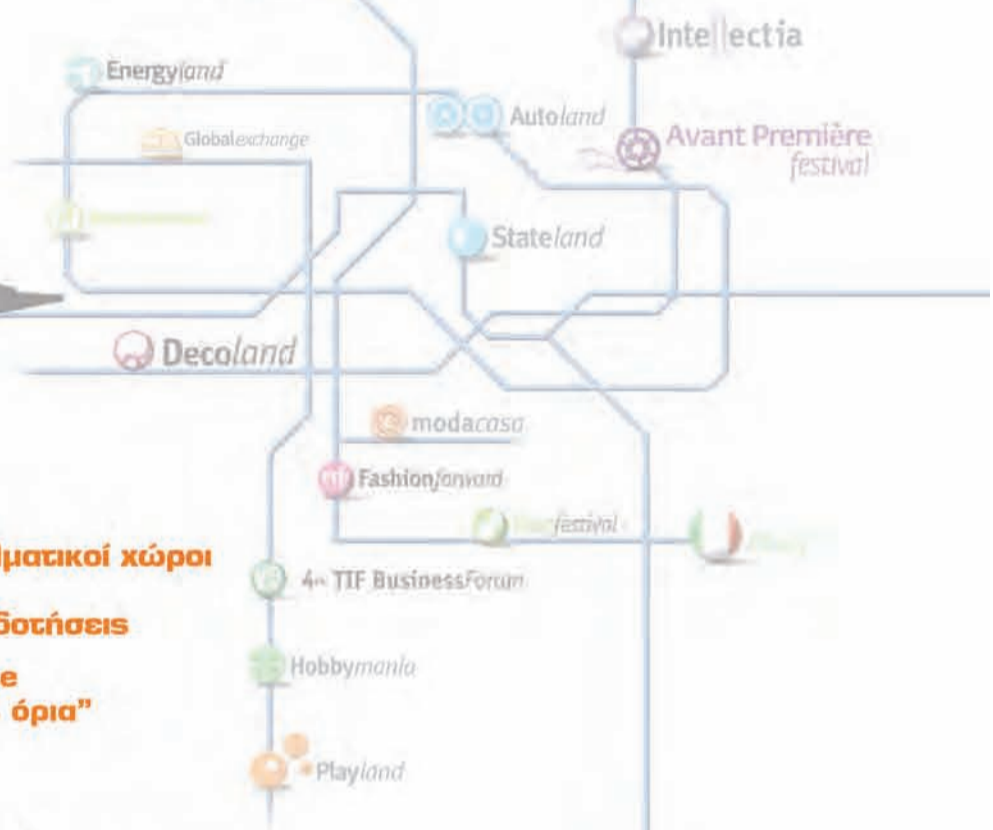 Intellectia
Energyland
Autoland
Avant Première
festival
Globalexchange
Stateland
Decoland
modacasa
Fashionforward
festival
ματικοί χώροι
4th TIF BusinessForum
δοτήσεις
Hobbymania
e
όρια”
Playland